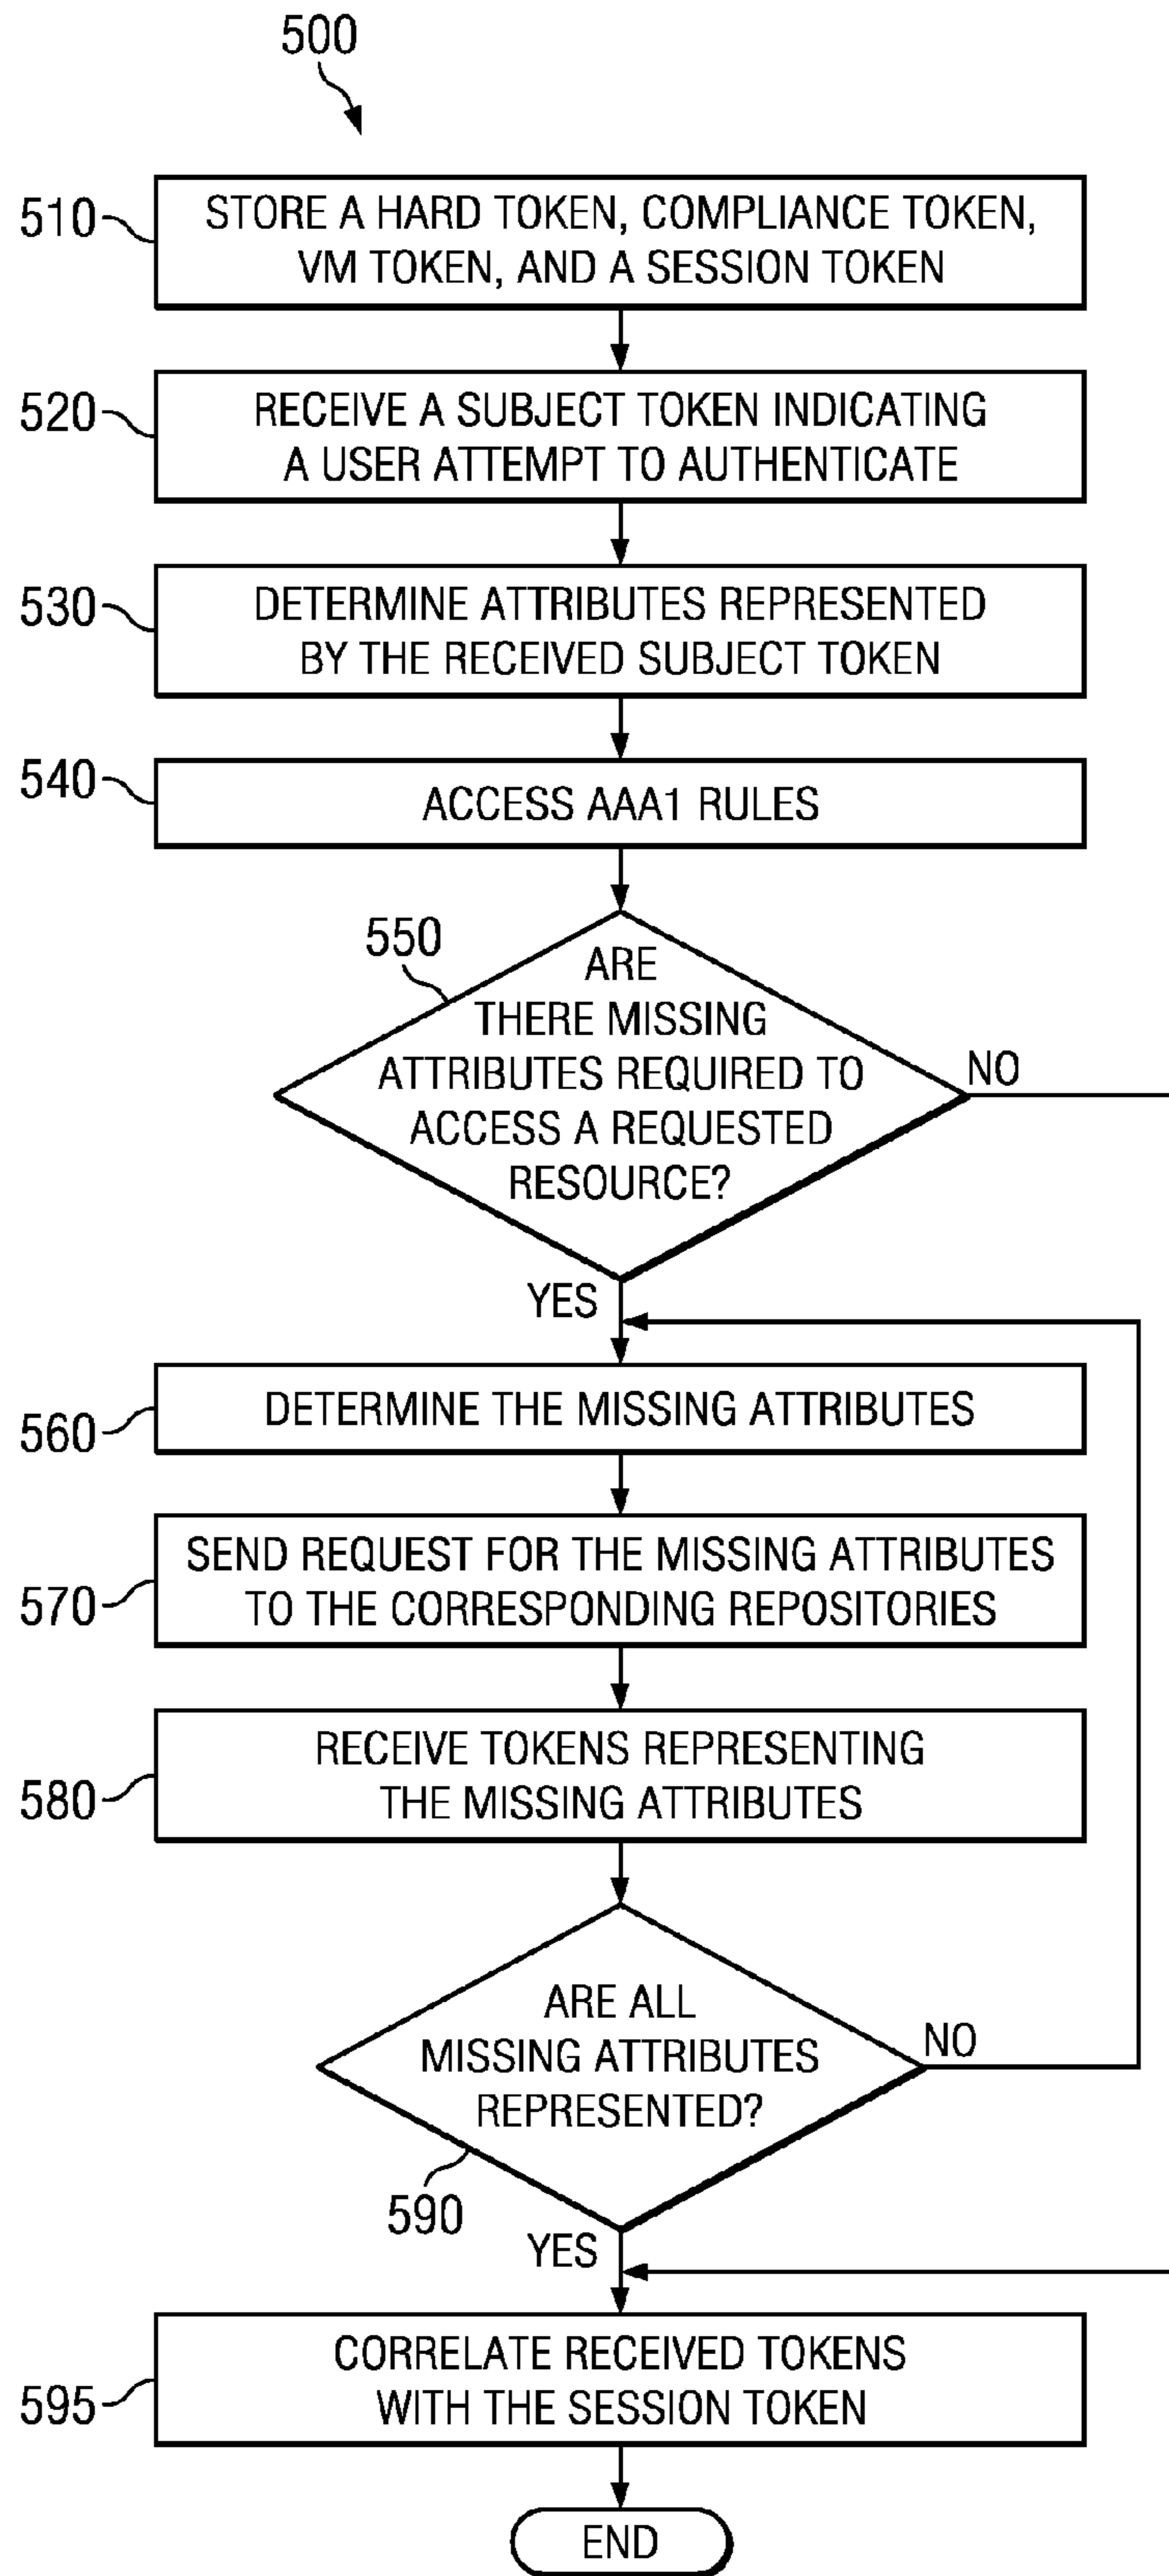 500
510
STORE A HARD TOKEN, COMPLIANCE TOKEN,
VM TOKEN, AND A SESSION TOKEN
520
RECEIVE A SUBJECT TOKEN INDICATING
A USER ATTEMPT TO AUTHENTICATE
530
DETERMINE ATTRIBUTES REPRESENTED
BY THE RECEIVED SUBJECT TOKEN
540
ACCESS AAA1 RULES
550
ARE
THERE MISSING
ATTRIBUTES REQUIRED TO
ACCESS A REQUESTED
RESOURCE?
NO
YES
560
DETERMINE THE MISSING ATTRIBUTES
570
SEND REQUEST FOR THE MISSING ATTRIBUTES
TO THE CORRESPONDING REPOSITORIES
580
RECEIVE TOKENS REPRESENTING
THE MISSING ATTRIBUTES
ARE ALL
MISSING ATTRIBUTES
REPRESENTED?
NO
590
YES
595
CORRELATE RECEIVED TOKENS
WITH THE SESSION TOKEN
END